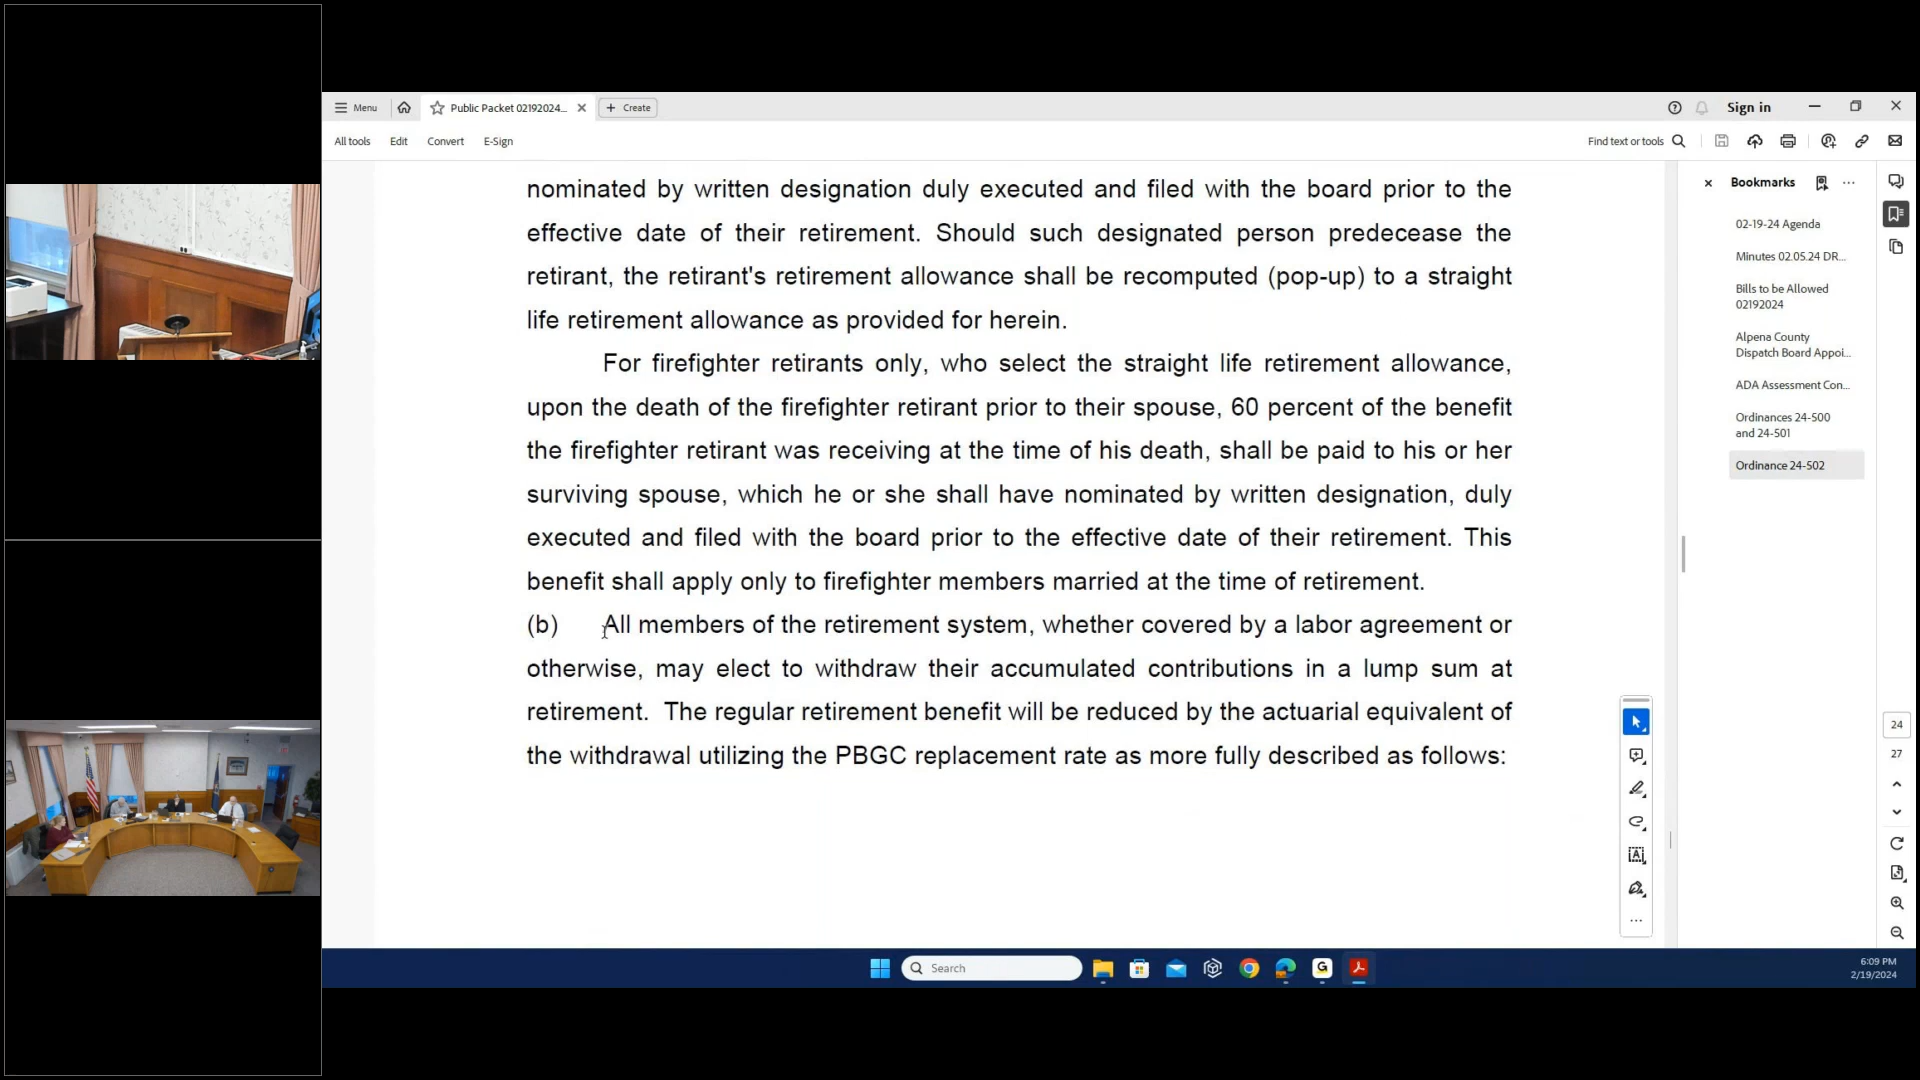 Menu
Public Packet 02192024...
Create
Sign in
All tools
Edit
Convert
E-Sign
Find text or tools
nominated by written designation duly executed and filed with the board prior to the
effective date of their retirement. Should such designated person predecease the
retirant, the retirant's retirement allowance shall be recomputed (pop-up) to a straight
life retirement allowance as provided for herein.
For firefighter retirants only, who select the straight life retirement allowance,
upon the death of the firefighter retirant prior to their spouse, 60 percent of the benefit
the firefighter retirant was receiving at the time of his death, shall be paid to his or her
surviving spouse, which he or she shall have nominated by written designation, duly
executed and filed with the board prior to the effective date of their retirement. This
benefit shall apply only to firefighter members married at the time of retirement.
(b) All members of the retirement system, whether covered by a labor agreement or
otherwise, may elect to withdraw their accumulated contributions in a lump sum at
retirement. The regular retirement benefit will be reduced by the actuarial equivalent of
the withdrawal utilizing the PBGC replacement rate as more fully described as follows:
Bookmarks
02-19-24 Agenda
Minutes 02.05.24 DR...
Bills to be Allowed
02192024
Alpena County
Dispatch Board Appoi...
ADA Assessment Con...
Ordinances 24-500
and 24-501
Ordinance 24-502
24
27
Search
6:09 PM
2/19/2024